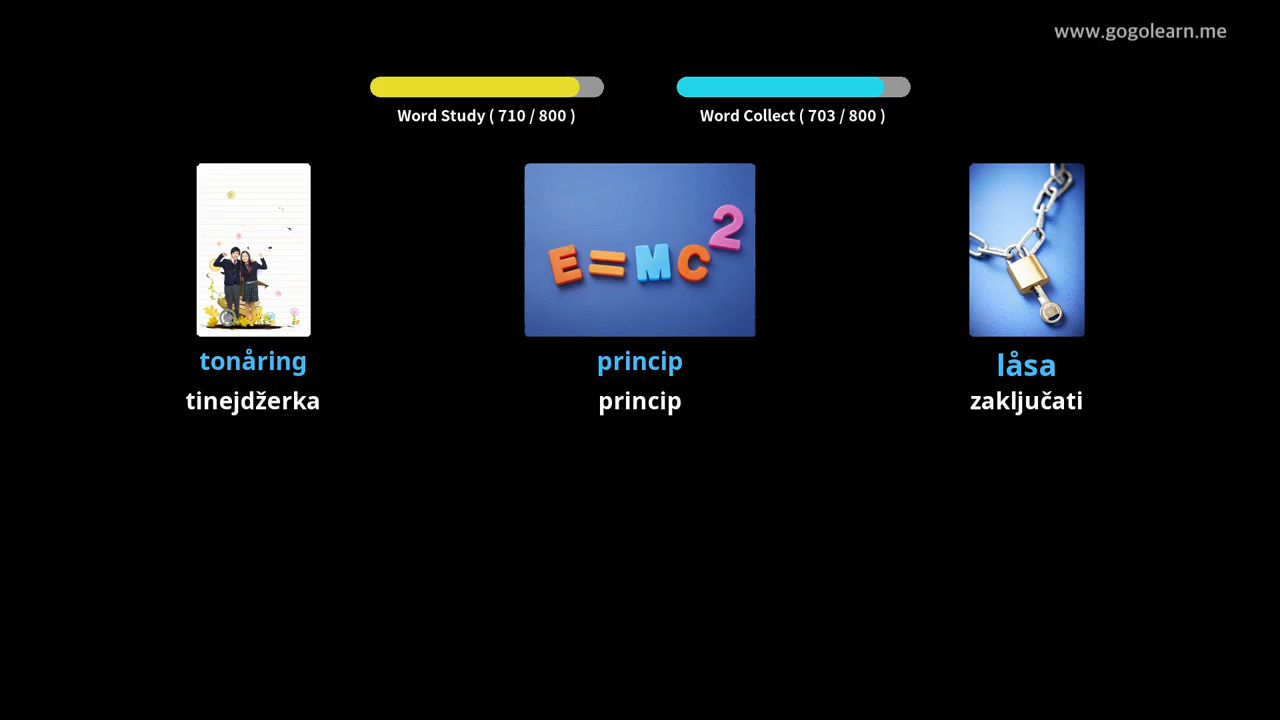 www.gogolearn.me
Word Study ( 710 / 800 )
Word Collect ( 703 / 800 )
E=MC2
tonåring
princip
låsa
tinejdžerka
princip
zaključati